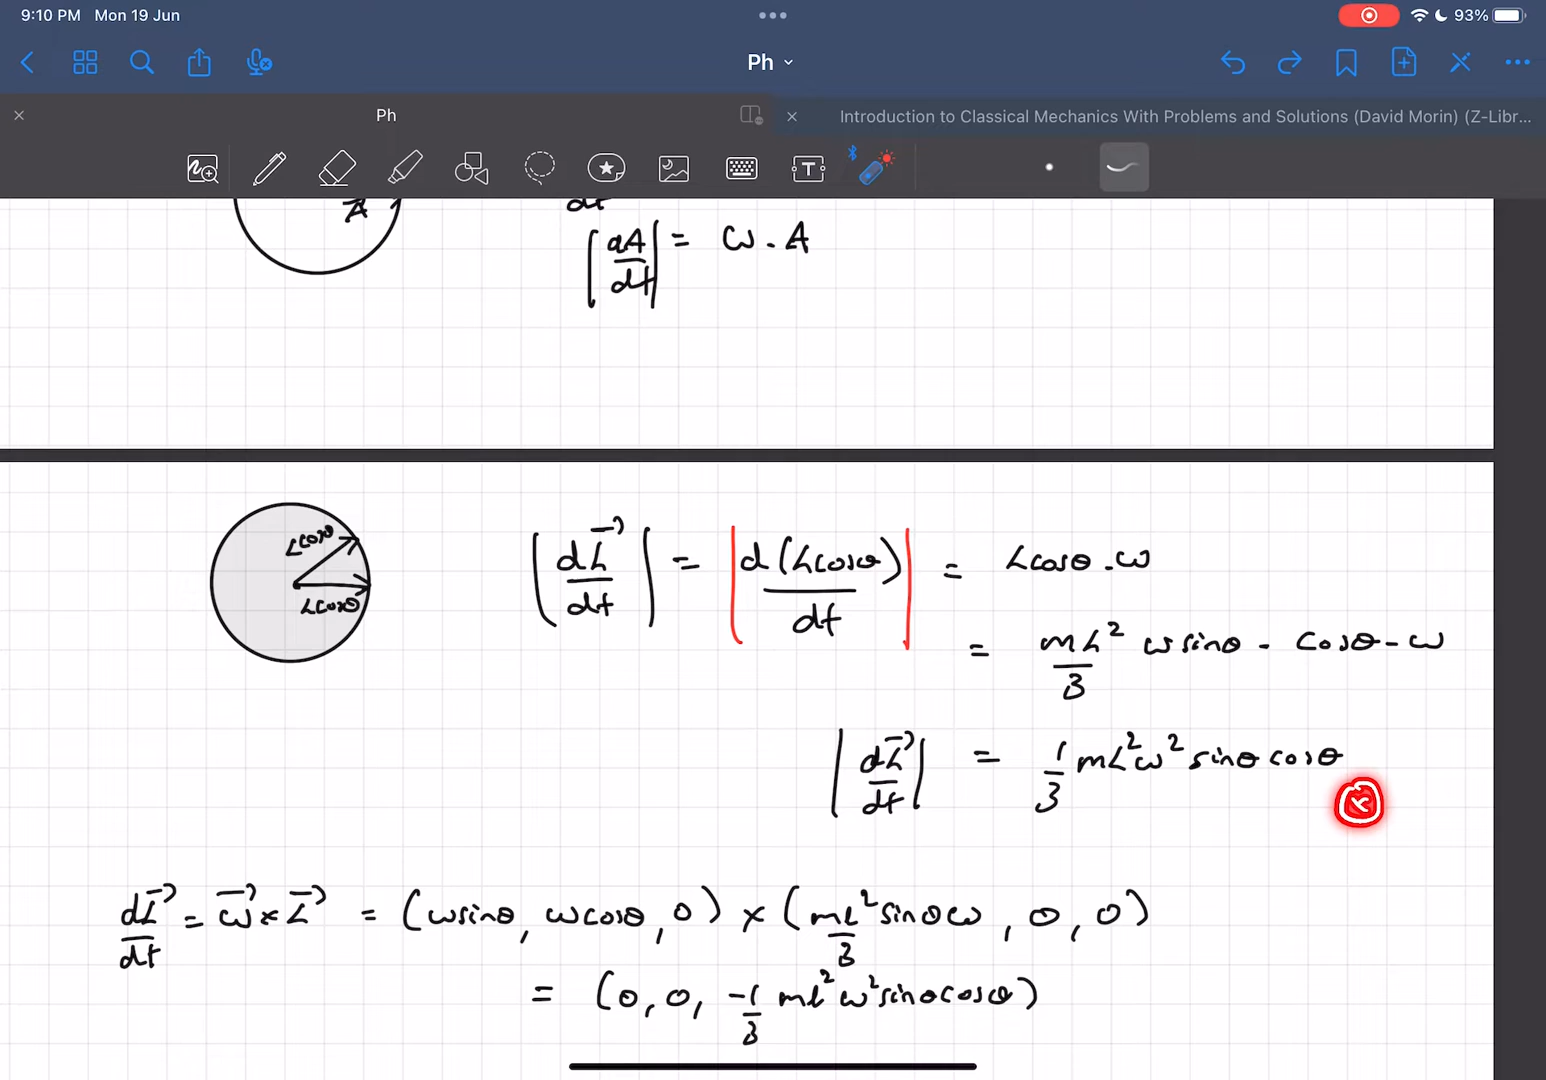 9:10 PM Mon 19 Jun
93%
Ph
Ph
Introduction to Classical Mechanics With Problems and Solutions (David Morin) (Z-Libr...
T
A
dt
|dA/dt| = ω . A
Lcosθ
Lcosθ
|dL⃗/dt| = |d(Lcosθ)/dt| = Lcosθ . ω
= mL²/3 ω sinθ - cosθ - ω
|dL⃗/dt| = 1/3 mL²ω² sinθ cosθ
dL⃗/dt = ω⃗ × L⃗ = (ωsinθ, ωcosθ, 0) × (mL²/3 sinθω, 0, 0)
= (0, 0, -1/3 ml²ω²sinθcosθ)